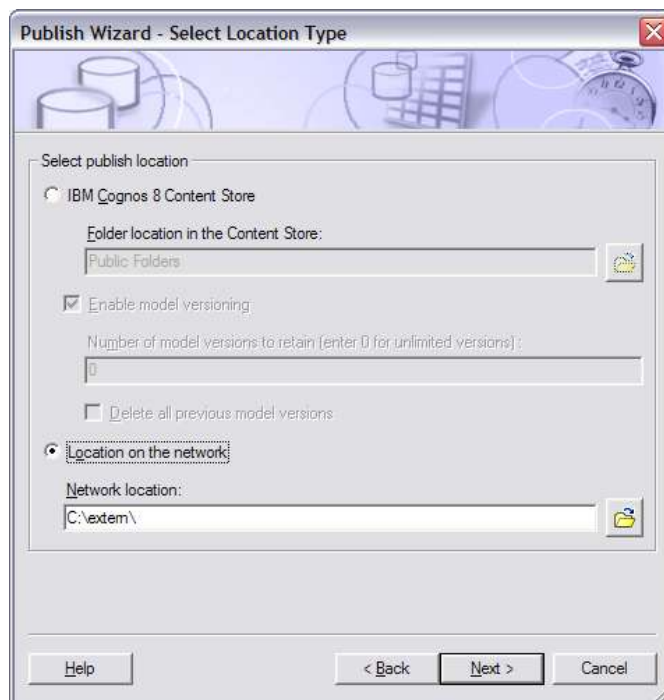 Publish Wizard - Select Location Type
Select publish location
IBM Cognos 8 Content Store
Folder location in the Content Store:
Public Folders
Enable model versioning
Number of model versions to retain (enter 0 for unlimited versions) :
0
Delete all previous model versions
Location on the network
Network location:
C:\extern\
Help
< Back
Next >
Cancel